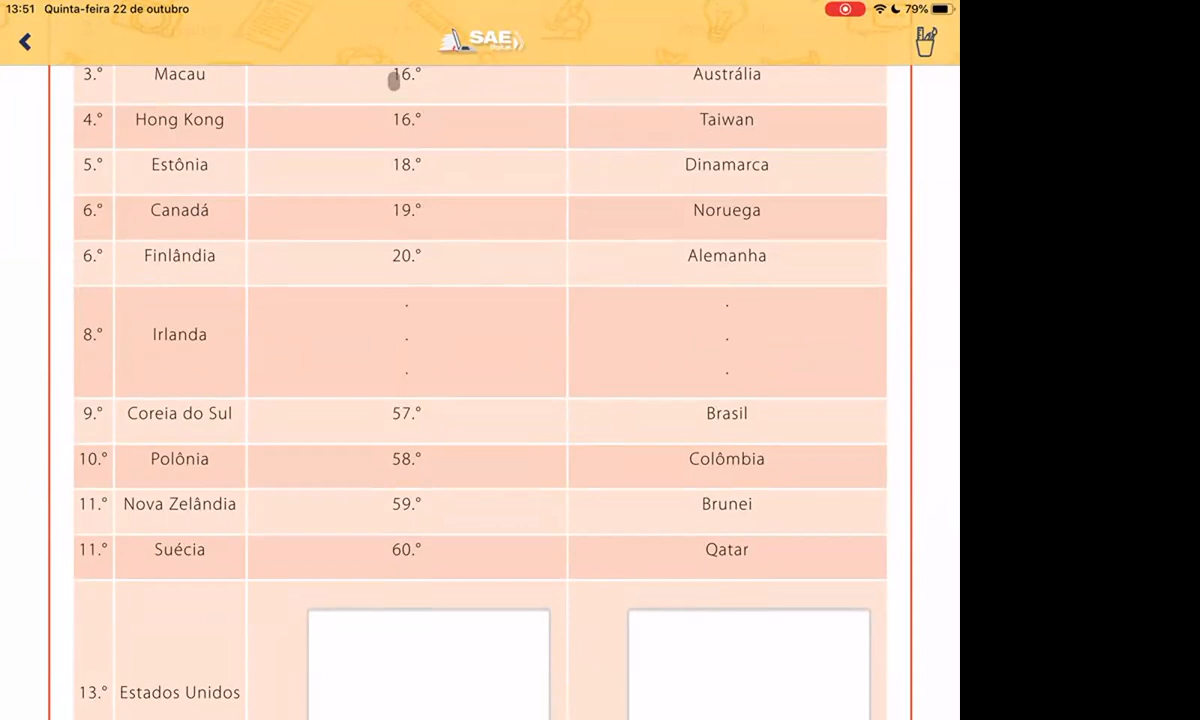 13:51 Quinta-feira 22 de outubro 79%
SAE
3.° Macau 16.° Austrália
4.° Hong Kong 16.° Taiwan
5.° Estônia 18.° Dinamarca
6.° Canadá 19.° Noruega
6.° Finlândia 20.° Alemanha
. .
8.° Irlanda . .
. .
9.° Coreia do Sul 57.° Brasil
10.° Polônia 58.° Colômbia
11.° Nova Zelândia 59.° Brunei
11.° Suécia 60.° Qatar
13.° Estados Unidos